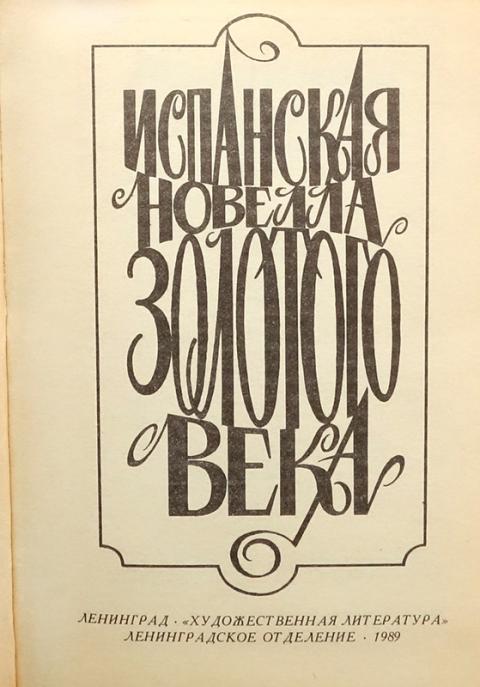 ИСПАНСКАЯ
НОВЕЛЛА
ЗОЛОТОГО
ВЕКА
ЛЕНИНГРАД · «ХУДОЖЕСТВЕННАЯ ЛИТЕРАТУРА»
ЛЕНИНГРАДСКОЕ ОТДЕЛЕНИЕ · 1989